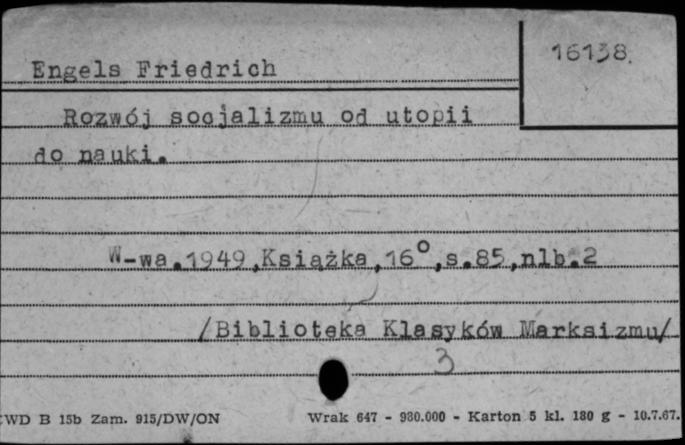 16138
Engels Friedrich
Rozwój socjalizmu od utopii
do nauki.
W-wa.1949,Książka,16°,s.85,nlb.2
/Biblioteka Klasyków Marksizmu/
3
WD B 15b Zam. 915/DW/ON Wrak 647 - 980.000 - Karton 5 kl. 180 g - 10.7.67.